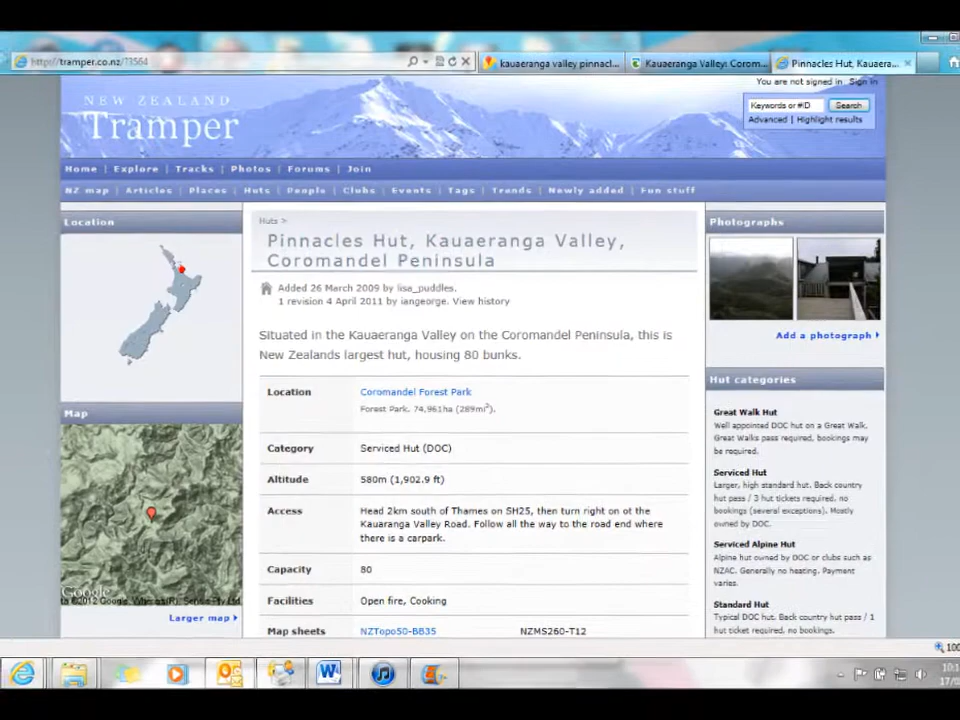 http://tramper.co.nz/?3564
kauaeranga valley pinnacl...
Kauaeranga Valley: Corom...
Pinnacles Hut, Kauaera...
You are not signed in Sign in
NEW ZEALAND
Tramper
Keywords or #ID
Search
Advanced | Highlight results
Home | Explore | Tracks | Photos | Forums | Join
NZ map | Articles | Places | Huts | People | Clubs | Events | Tags | Trends | Newly added | Fun stuff
Location
Map
Google
Larger map
Huts >
Pinnacles Hut, Kauaeranga Valley,
Coromandel Peninsula
Added 26 March 2009 by lisa_puddles.
1 revision 4 April 2011 by iangeorge. View history
Situated in the Kauaeranga Valley on the Coromandel Peninsula, this is
New Zealands largest hut, housing 80 bunks.
Location Coromandel Forest Park
Forest Park. 74,961ha (289mi²).
Category Serviced Hut (DOC)
Altitude 580m (1,902.9 ft)
Access Head 2km south of Thames on SH25, then turn right on ot the
Kauaranga Valley Road. Follow all the way to the road end where
there is a carpark.
Capacity 80
Facilities Open fire, Cooking
Map sheets NZTopo50-BB35 NZMS260-T12
Photographs
Add a photograph
Hut categories
Great Walk Hut
Well appointed DOC hut on a Great Walk.
Great Walks pass required, bookings may
be required.
Serviced Hut
Larger, high standard hut. Back country
hut pass / 3 hut tickets required, no
bookings (several exceptions). Mostly
owned by DOC.
Serviced Alpine Hut
Alpine hut owned by DOC or clubs such as
NZAC. Generally no heating. Payment
varies.
Standard Hut
Typical DOC hut. Back country hut pass / 1
hut ticket required, no bookings.
100
10:1
17/0